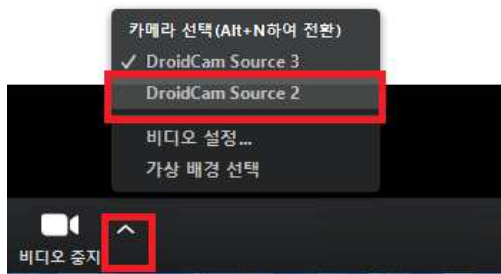 카메라 선택(Alt+N하여 전환)
✓ DroidCam Source 3
DroidCam Source 2
비디오 설정...
가상 배경 선택
비디오 중지